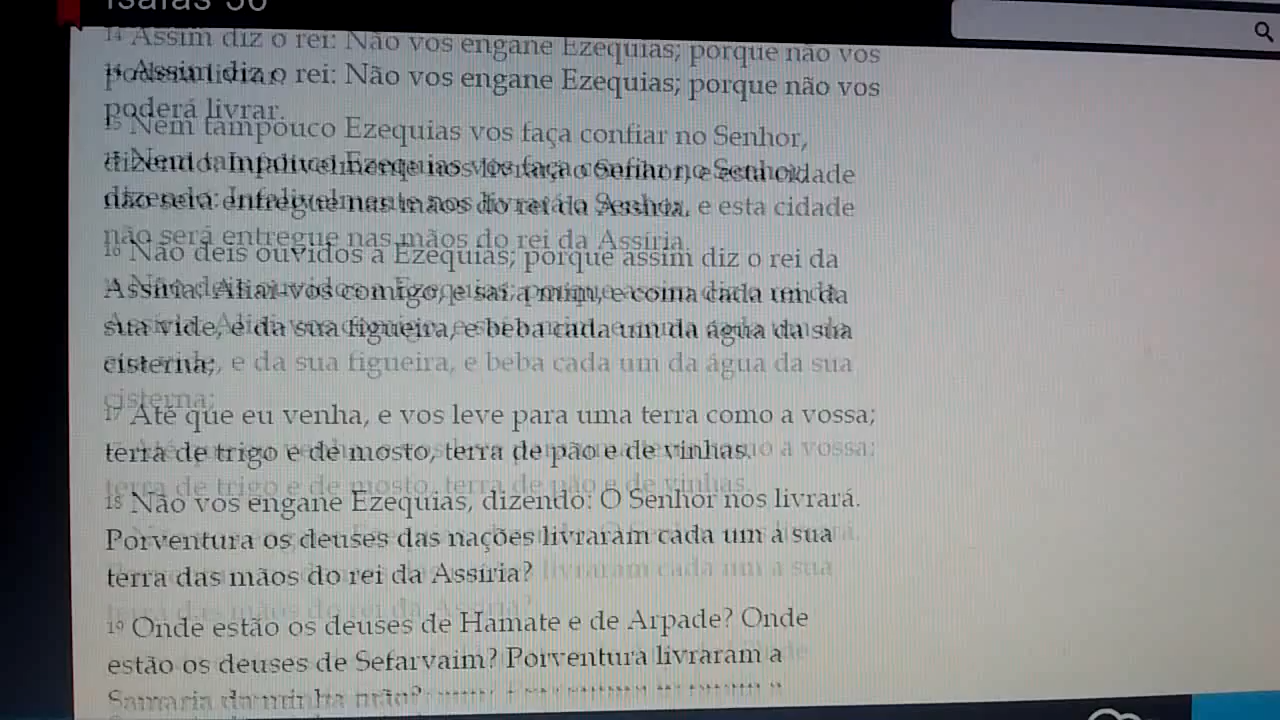 Isaías 36
14 Assim diz o rei: Não vos engane Ezequias; porque não vos
poderá livrar.
15 Nem tampouco Ezequias vos faça confiar no Senhor,
dizendo: Infalivelmente nos livrará o Senhor, e esta cidade
não será entregue nas mãos do rei da Assíria.
16 Não deis ouvidos a Ezequias; porque assim diz o rei da
Assíria: Aliai-vos comigo, e saí a mim, e coma cada um da
sua vide, e da sua figueira, e beba cada um da água da sua
cisterna;
17 Até que eu venha, e vos leve para uma terra como a vossa;
terra de trigo e de mosto, terra de pão e de vinhas.
18 Não vos engane Ezequias, dizendo: O Senhor nos livrará.
Porventura os deuses das nações livraram cada um a sua
terra das mãos do rei da Assíria?
19 Onde estão os deuses de Hamate e de Arpade? Onde
estão os deuses de Sefarvaim? Porventura livraram a
Samaria da minha mão?